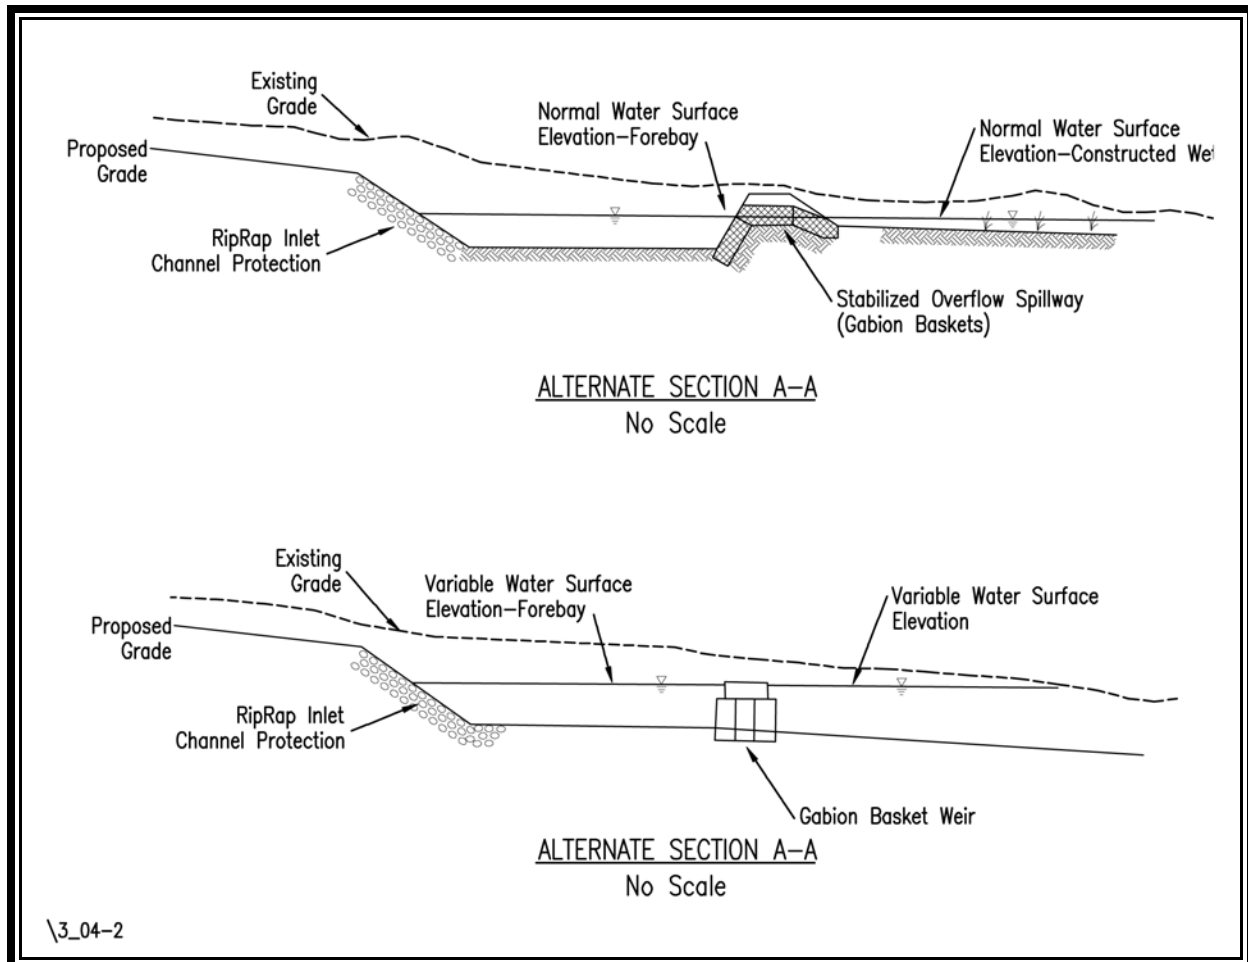 Existing
Grade
Normal Water Surface
Elevation-Forebay
Normal Water Surface
Elevation-Constructed Wet
Proposed
Grade
RipRap Inlet
Channel Protection
Stabilized Overflow Spillway
(Gabion Baskets)
ALTERNATE SECTION A-A
No Scale
Existing
Grade
Variable Water Surface
Elevation-Forebay
Variable Water Surface
Elevation
Proposed
Grade
RipRap Inlet
Channel Protection
Gabion Basket Weir
ALTERNATE SECTION A-A
No Scale
\3_04-2